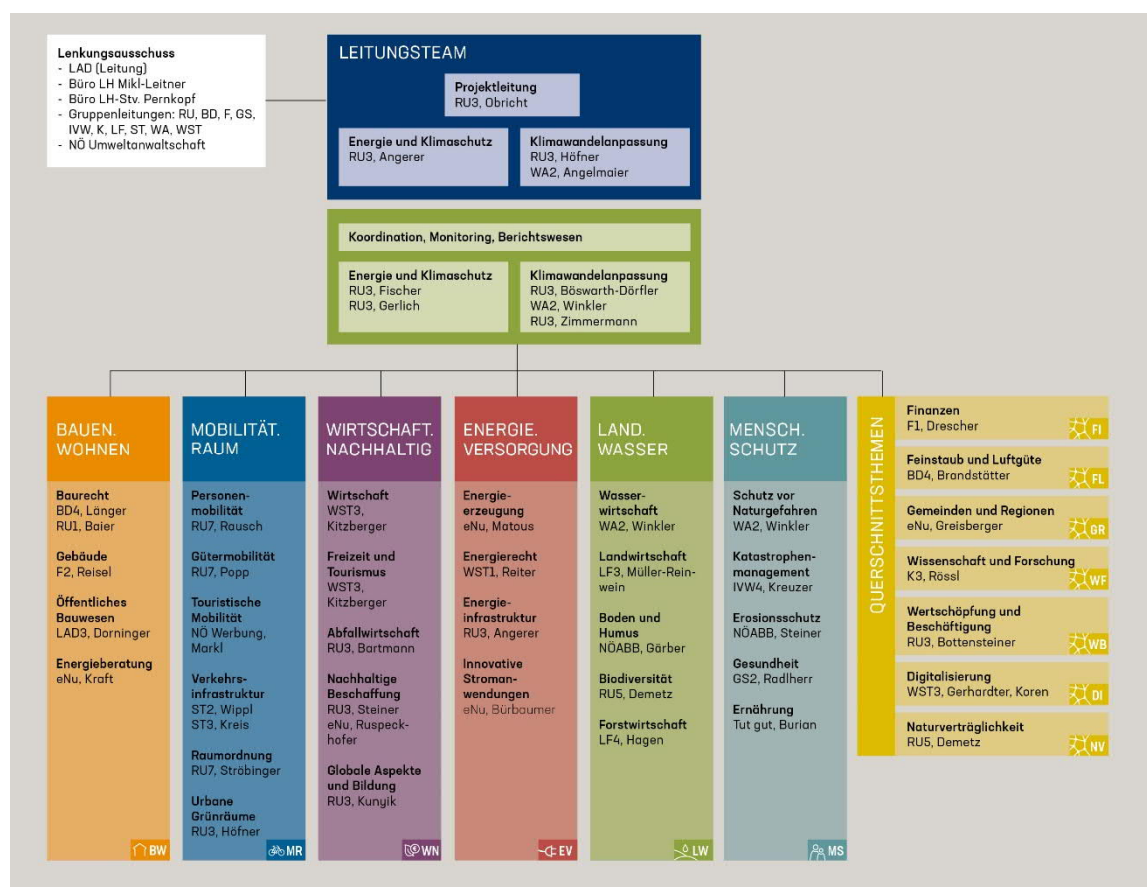 Lenkungsausschuss
- LAD (Leitung)
- Büro LH Mikl-Leitner
- Büro LH-Stv. Pernkopf
- Gruppenleitungen: RU, BD, F, GS,
IVW, K, LF, ST, WA, WST
- NÖ Umweltanwaltschaft
LEITUNGSTEAM
Projektleitung
RU3, Obricht
Energie und Klimaschutz
RU3, Angerer
Klimawandelanpassung
RU3, Höfner
WA2, Angelmaier
Koordination, Monitoring, Berichtswesen
Energie und Klimaschutz
RU3, Fischer
RU3, Gerlich
Klimawandelanpassung
RU3, Böswarth-Dörfler
WA2, Winkler
RU3, Zimmermann
BAUEN.
WOHNEN
Baurecht
BD4, Länger
RU1, Baier
Gebäude
F2, Reisel
Öffentliches
Bauwesen
LAD3, Dorninger
Energieberatung
eNu, Kraft
BW
MOBILITÄT.
RAUM
Personen-
mobilität
RU7, Rausch
Gütermobilität
RU7, Popp
Touristische
Mobilität
NÖ Werbung,
Markl
Verkehrs-
infrastruktur
ST2, Wippl
ST3, Kreis
Raumordnung
RU7, Ströbinger
Urbane
Grünräume
RU3, Höfner
MR
WIRTSCHAFT.
NACHHALTIG
Wirtschaft
WST3,
Kitzberger
Freizeit und
Tourismus
WST3,
Kitzberger
Abfallwirtschaft
RU3, Bartmann
Nachhaltige
Beschaffung
RU3, Steiner
eNu, Ruspeck-
hofer
Globale Aspekte
und Bildung
RU3, Kunyik
WN
ENERGIE.
VERSORGUNG
Energie-
erzeugung
eNu, Matous
Energierecht
WST1, Reiter
Energie-
infrastruktur
RU3, Angerer
Innovative
Stroman-
wendungen
eNu, Bürbaumer
EV
LAND.
WASSER
Wasser-
wirtschaft
WA2, Winkler
Landwirtschaft
LF3, Müller-Rein-
wein
Boden und
Humus
NÖABB, Gärber
Biodiversität
RU5, Demetz
Forstwirtschaft
LF4, Hagen
LW
MENSCH.
SCHUTZ
Schutz vor
Naturgefahren
WA2, Winkler
Katastrophen-
management
IVW4, Kreuzer
Erosionsschutz
NÖABB, Steiner
Gesundheit
GS2, Radlherr
Ernährung
Tut gut, Burian
MS
QUERSCHNITTSTHEMEN
Finanzen
F1, Drescher
FI
Feinstaub und Luftgüte
BD4, Brandstätter
FL
Gemeinden und Regionen
eNu, Greisberger
GR
Wissenschaft und Forschung
K3, Rössl
WF
Wertschöpfung und
Beschäftigung
RU3, Bottensteiner
WB
Digitalisierung
WST3, Gerhardter, Koren
DI
Naturverträglichkeit
RU5, Demetz
NV